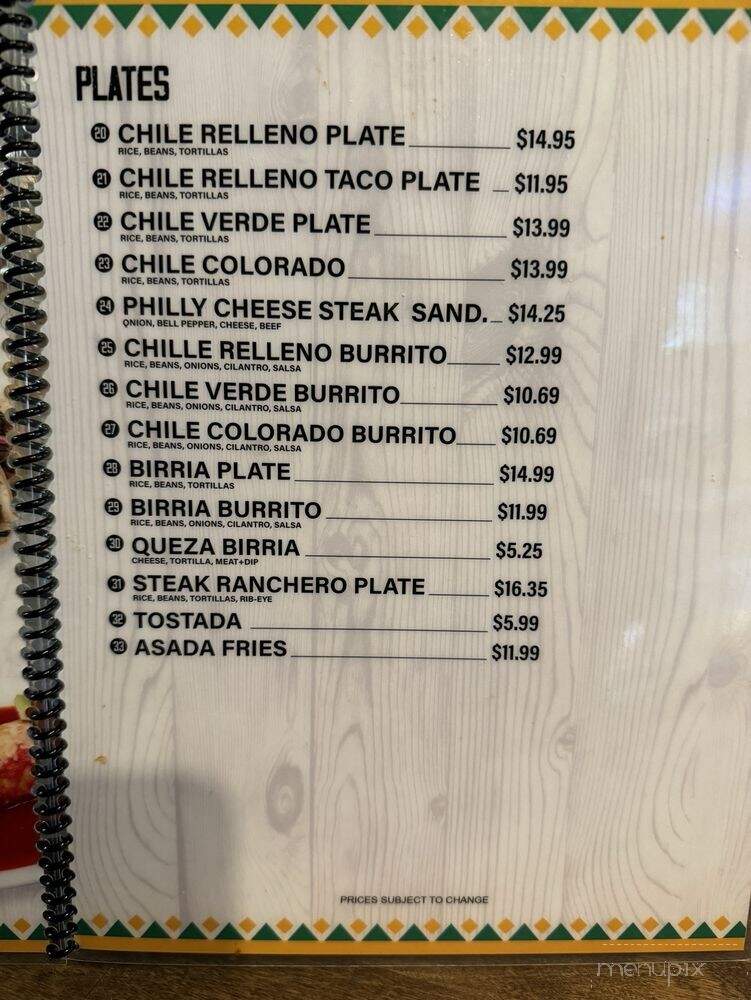 PLATES
20 CHILE RELLENO PLATE $14.95
RICE, BEANS, TORTILLAS
21 CHILE RELLENO TACO PLATE $11.95
RICE, BEANS, TORTILLAS
22 CHILE VERDE PLATE $13.99
RICE, BEANS, TORTILLAS
23 CHILE COLORADO $13.99
RICE, BEANS, TORTILLAS
24 PHILLY CHEESE STEAK SAND. $14.25
ONION, BELL PEPPER, CHEESE, BEEF
25 CHILLE RELLENO BURRITO $12.99
RICE, BEANS, ONIONS, CILANTRO, SALSA
26 CHILE VERDE BURRITO $10.69
RICE, BEANS, ONIONS, CILANTRO, SALSA
27 CHILE COLORADO BURRITO $10.69
RICE, BEANS, ONIONS, CILANTRO, SALSA
28 BIRRIA PLATE $14.99
RICE, BEANS, TORTILLAS
29 BIRRIA BURRITO $11.99
RICE, BEANS, ONIONS, CILANTRO, SALSA
30 QUEZA BIRRIA $5.25
CHEESE, TORTILLA, MEAT+DIP
31 STEAK RANCHERO PLATE $16.35
RICE, BEANS, TORTILLAS, RIB-EYE
32 TOSTADA $5.99
33 ASADA FRIES $11.99
PRICES SUBJECT TO CHANGE
menupix